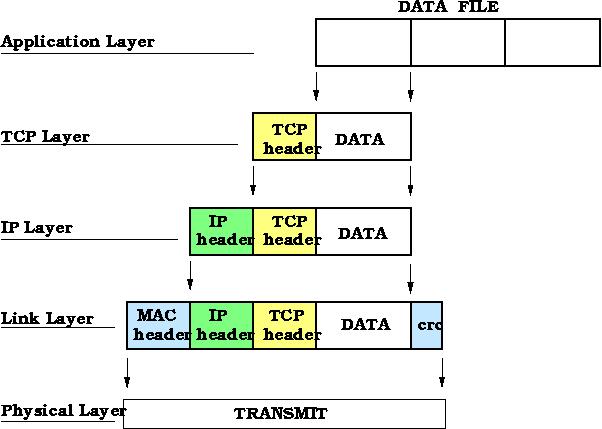 DATA FILE
Application Layer
TCP Layer
TCP header
DATA
IP Layer
IP header
TCP header
DATA
Link Layer
MAC header
IP header
TCP header
DATA
crc
Physical Layer
TRANSMIT